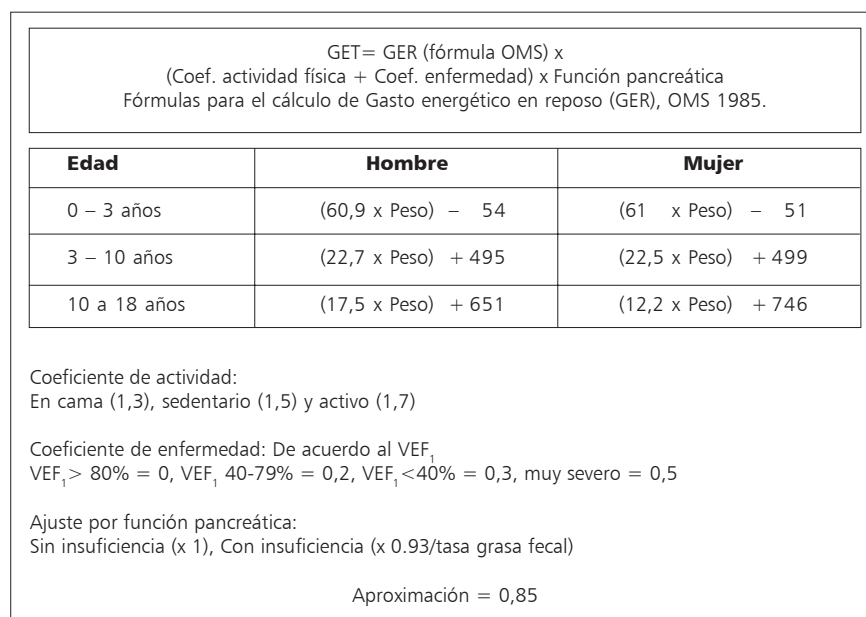 GET= GER (fórmula OMS) x
(Coef. actividad física + Coef. enfermedad) x Función pancreática
Fórmulas para el cálculo de Gasto energético en reposo (GER), OMS 1985.
Edad Hombre Mujer
0 – 3 años (60,9 x Peso) – 54 (61 x Peso) – 51
3 – 10 años (22,7 x Peso) + 495 (22,5 x Peso) + 499
10 a 18 años (17,5 x Peso) + 651 (12,2 x Peso) + 746
Coeficiente de actividad:
En cama (1,3), sedentario (1,5) y activo (1,7)
Coeficiente de enfermedad: De acuerdo al VEF₁
VEF₁> 80% = 0, VEF₁ 40-79% = 0,2, VEF₁<40% = 0,3, muy severo = 0,5
Ajuste por función pancreática:
Sin insuficiencia (x 1), Con insuficiencia (x 0.93/tasa grasa fecal)
Aproximación = 0,85